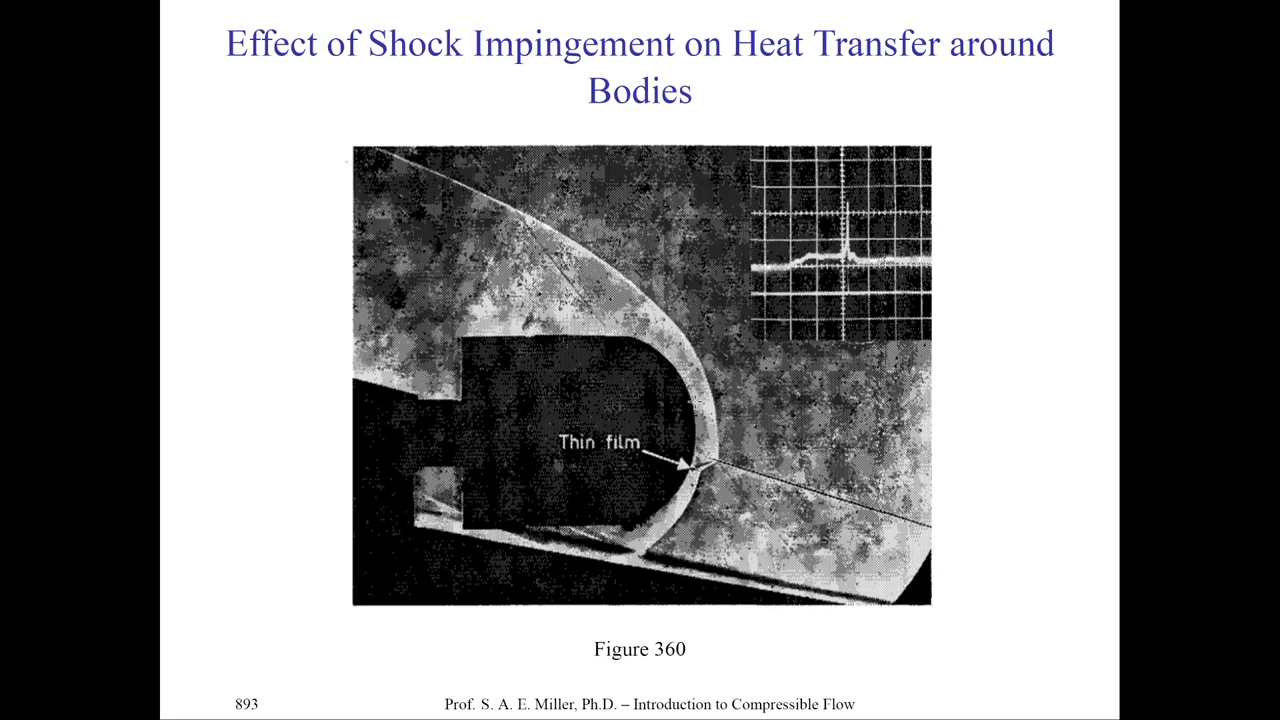 Effect of Shock Impingement on Heat Transfer around
Bodies
Thin film
Figure 360
893
Prof. S. A. E. Miller, Ph.D. – Introduction to Compressible Flow